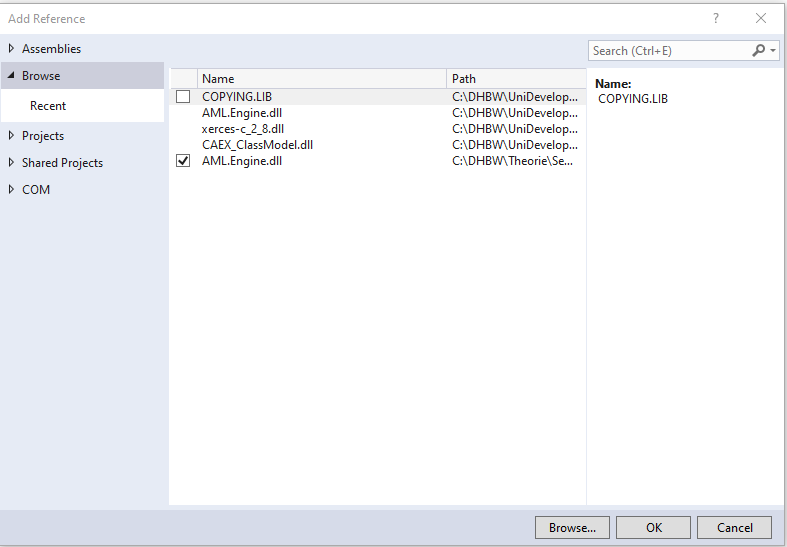 Add Reference
?
Assemblies
Browse
Recent
Projects
Shared Projects
COM
Name Path
COPYING.LIB C:\DHBW\UniDevelop...
AML.Engine.dll C:\DHBW\UniDevelop...
xerces-c_2_8.dll C:\DHBW\UniDevelop...
CAEX_ClassModel.dll C:\DHBW\UniDevelop...
AML.Engine.dll C:\DHBW\Theorie\Se...
Search (Ctrl+E)
Name:
COPYING.LIB
Browse... OK Cancel